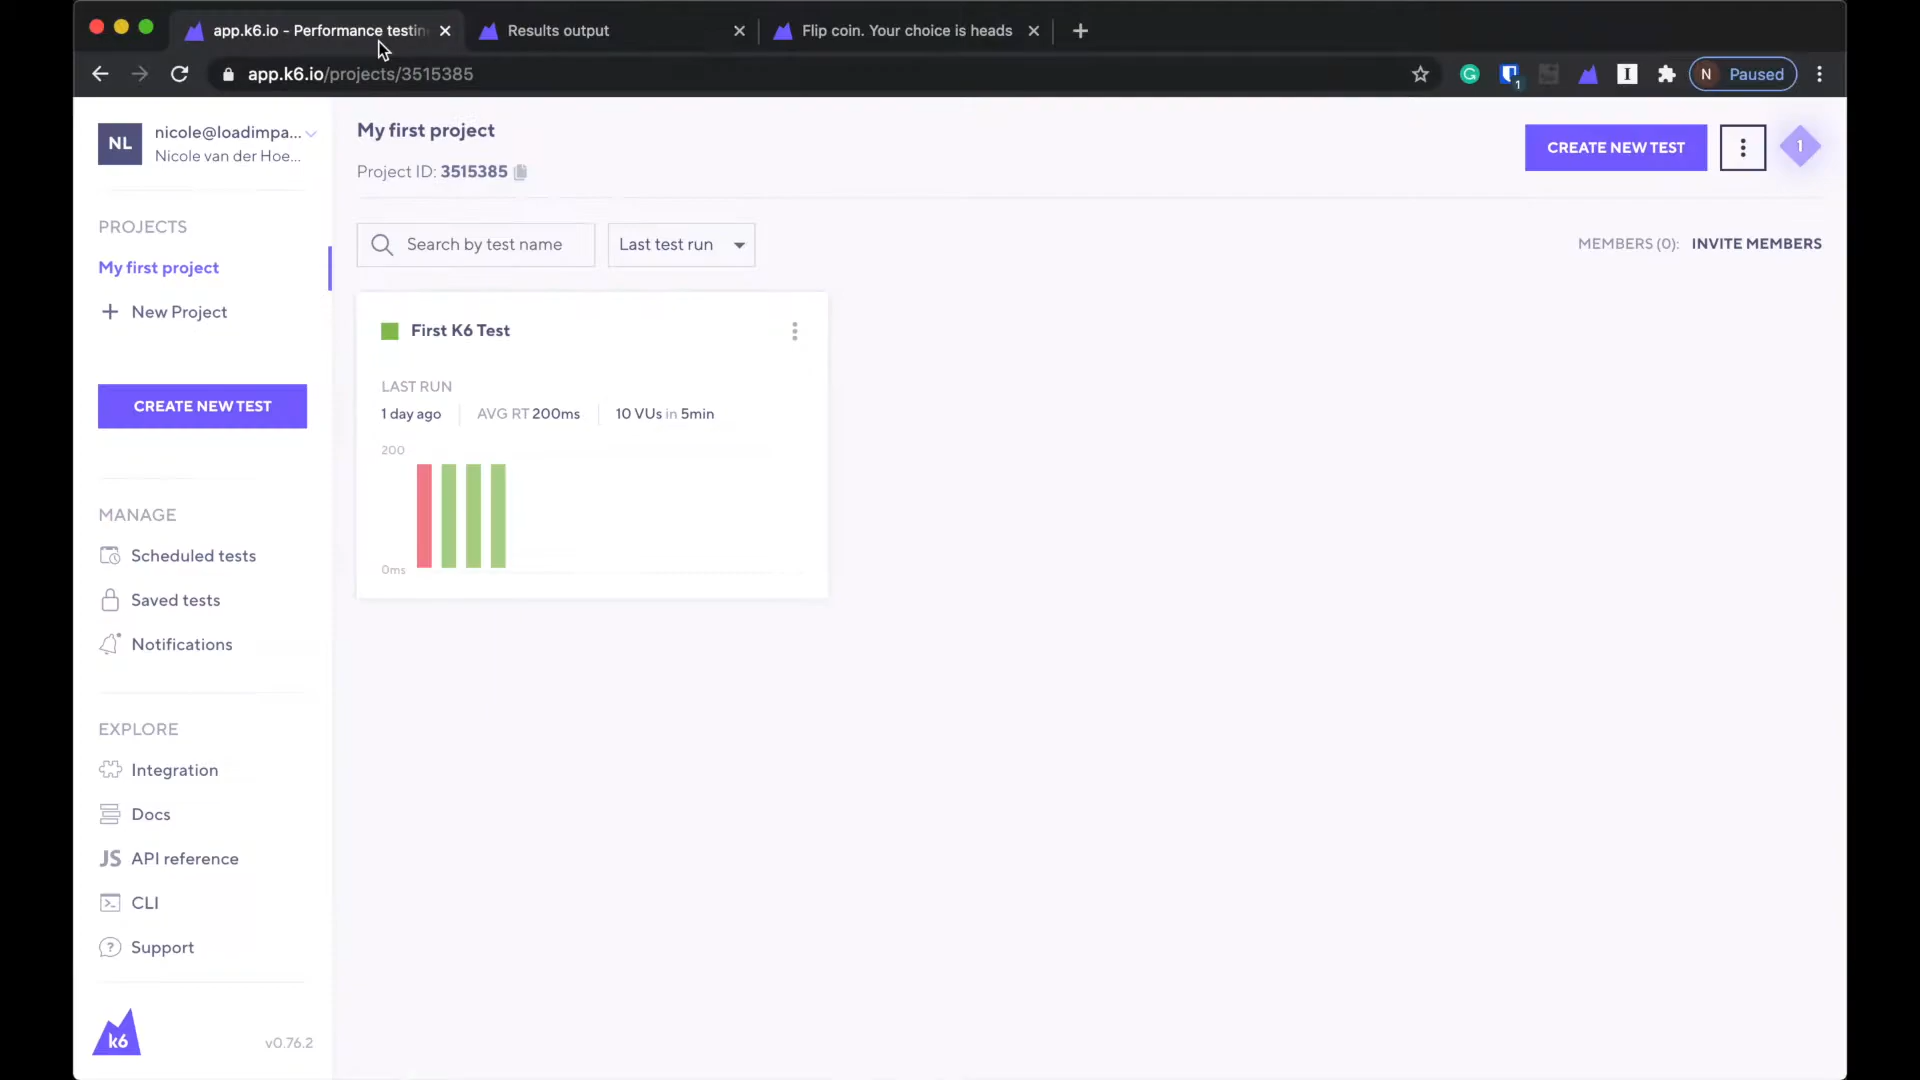 app.k6.io - Performance testin
Results output
Flip coin. Your choice is heads
app.k6.io/projects/3515385
1
N Paused
NL
nicole@loadimpa...
Nicole van der Hoe...
My first project
Project ID: 3515385
CREATE NEW TEST
1
PROJECTS
My first project
New Project
Search by test name
Last test run
MEMBERS (0): INVITE MEMBERS
First K6 Test
LAST RUN
1 day ago
AVG RT 200ms
10 VUs in 5min
200
0ms
CREATE NEW TEST
MANAGE
Scheduled tests
Saved tests
Notifications
EXPLORE
Integration
Docs
JS API reference
CLI
Support
k6
v0.76.2